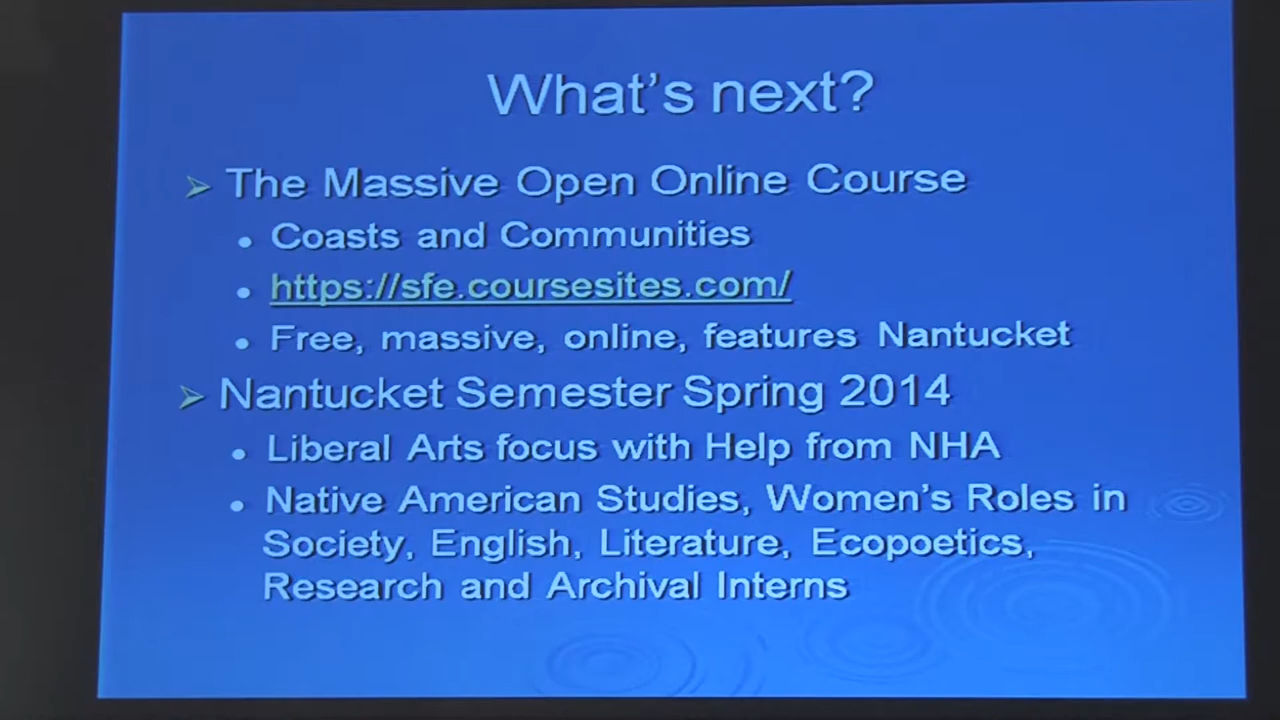 What's next?
➢ The Massive Open Online Course
• Coasts and Communities
• https://sfe.coursesites.com/
• Free, massive, online, features Nantucket
➢ Nantucket Semester Spring 2014
• Liberal Arts focus with Help from NHA
• Native American Studies, Women's Roles in
Society, English, Literature, Ecopoetics,
Research and Archival Interns